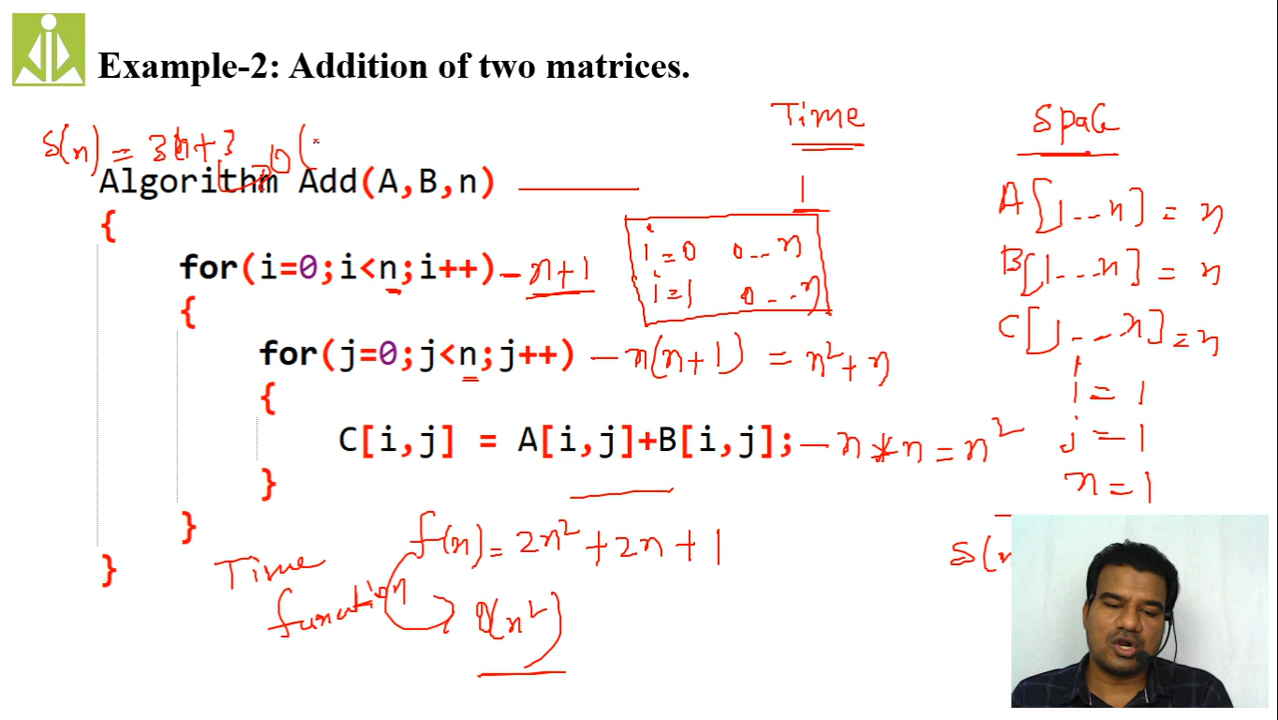 Example-2: Addition of two matrices.
Time
Space
S(n) = 3n+3 O(
Algorithm Add(A,B,n)
1
{
for(i=0;i<n;i++) – n+1
i=0 0--n
i=1 0--n
{
for(j=0;j<n;j++) – n(n+1) = n²+n
{
C[i,j] = A[i,j]+B[i,j]; – n*n = n²
}
}
}
A[1--n] = n
B[1--n] = n
C[1--n] = n
i = 1
j = 1
n = 1
S(n
Time function
f(n) = 2n²+2n+1
O(n²)